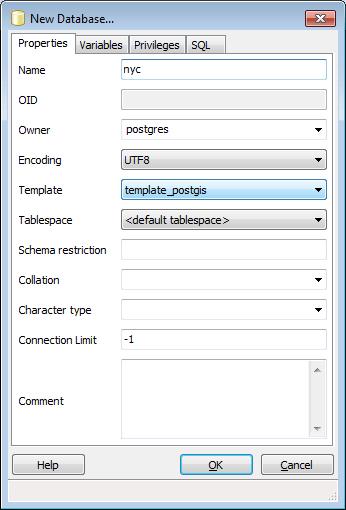 New Database...
Properties Variables Privileges SQL
Name nyc
OID
Owner postgres
Encoding UTF8
Template template_postgis
Tablespace <default tablespace>
Schema restriction
Collation
Character type
Connection Limit -1
Comment
Help OK Cancel